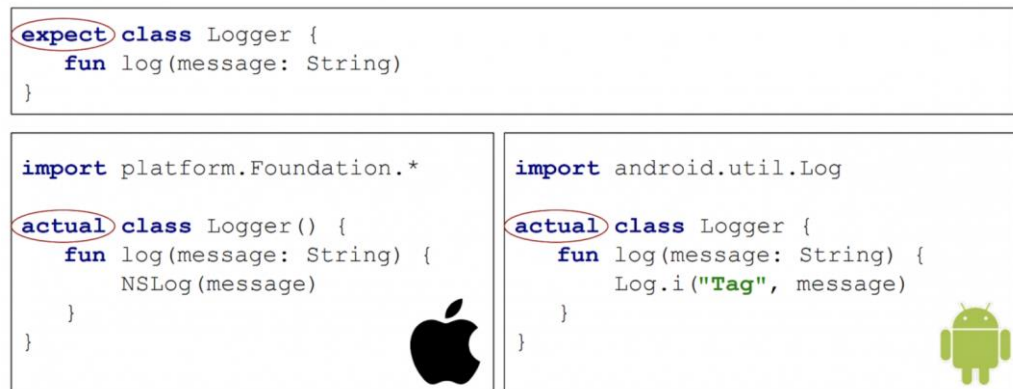 expect class Logger {
fun log(message: String)
}
import platform.Foundation.*
actual class Logger() {
fun log(message: String) {
NSLog(message)
}
}
import android.util.Log
actual class Logger {
fun log(message: String) {
Log.i("Tag", message)
}
}